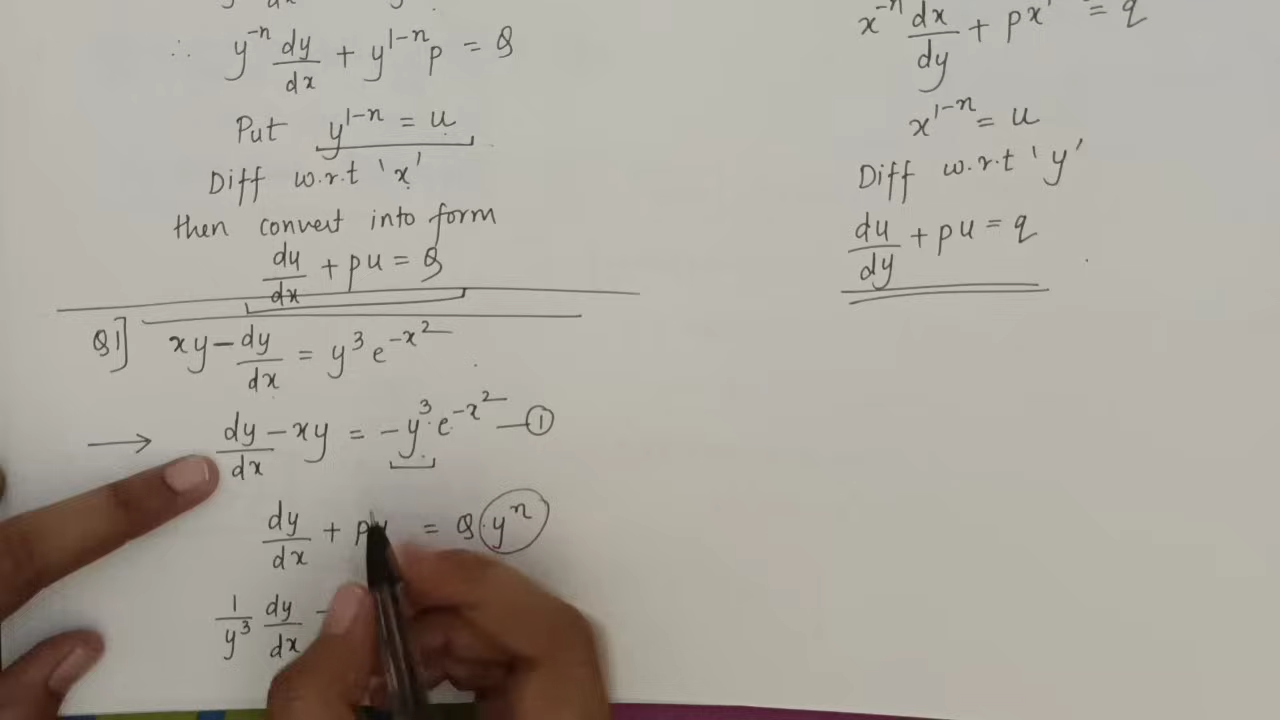 ∴ y^{-n} dy/dx + y^{1-n} p = Q
Put y^{1-n} = u
Diff w.r.t 'x'
then convert into form
du/dx + pu = Q
x^{-n} dx/dy + px = q
x^{1-n} = u
Diff w.r.t 'y'
du/dy + pu = q
Q1] xy - dy/dx = y^3 e^{-x^2}
→ dy/dx - xy = -y^3 · e^{-x^2} — ①
dy/dx + py = Q · y^n
1/y^3 dy/dx -